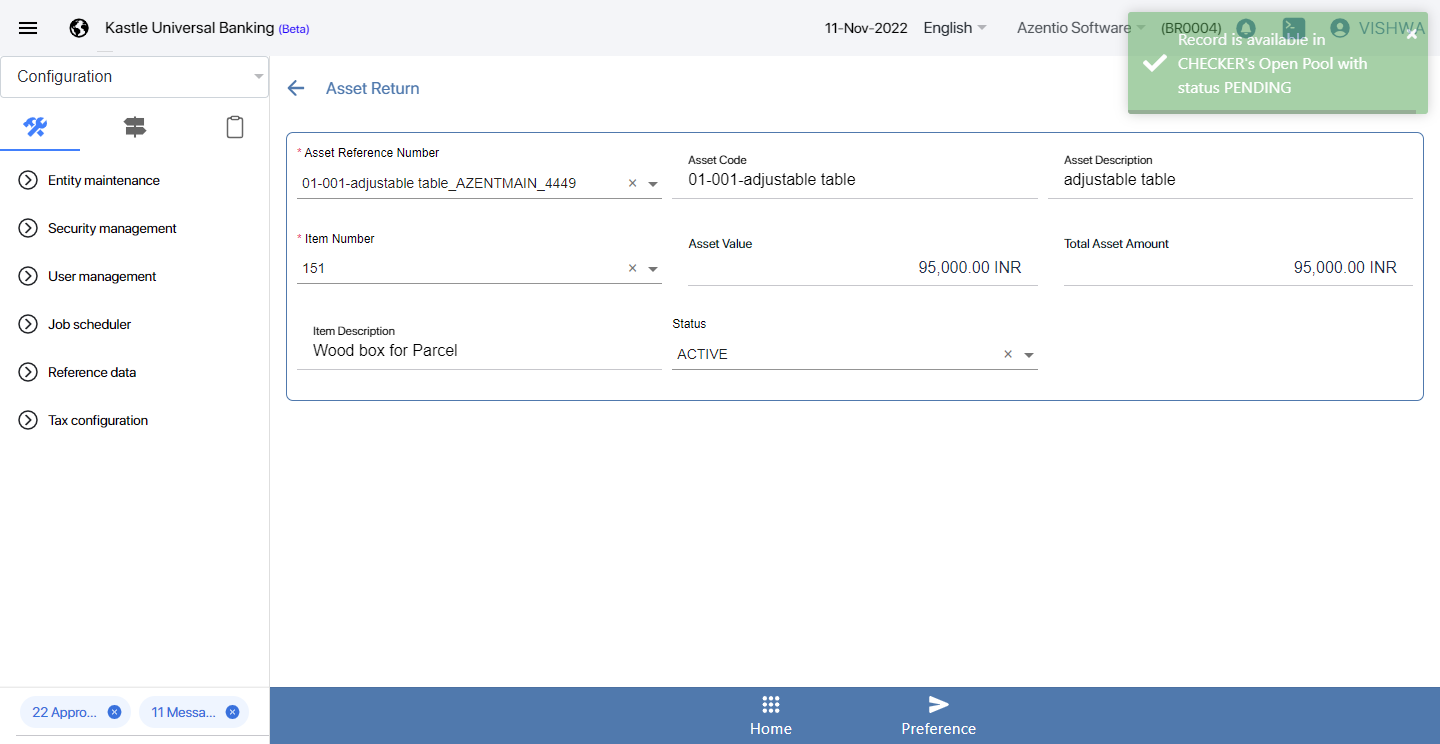 Kastle Universal Banking (Beta)
11-Nov-2022
English
Azentio Software
(BR0004)
VISHWA
Record is available in
CHECKER's Open Pool with
status PENDING
Configuration
Asset Return
Entity maintenance
Security management
User management
Job scheduler
Reference data
Tax configuration
* Asset Reference Number
01-001-adjustable table_AZENTMAIN_4449
Asset Code
01-001-adjustable table
Asset Description
adjustable table
* Item Number
151
Asset Value
95,000.00 INR
Total Asset Amount
95,000.00 INR
Item Description
Wood box for Parcel
Status
ACTIVE
22 Appro...
11 Messa...
Home
Preference